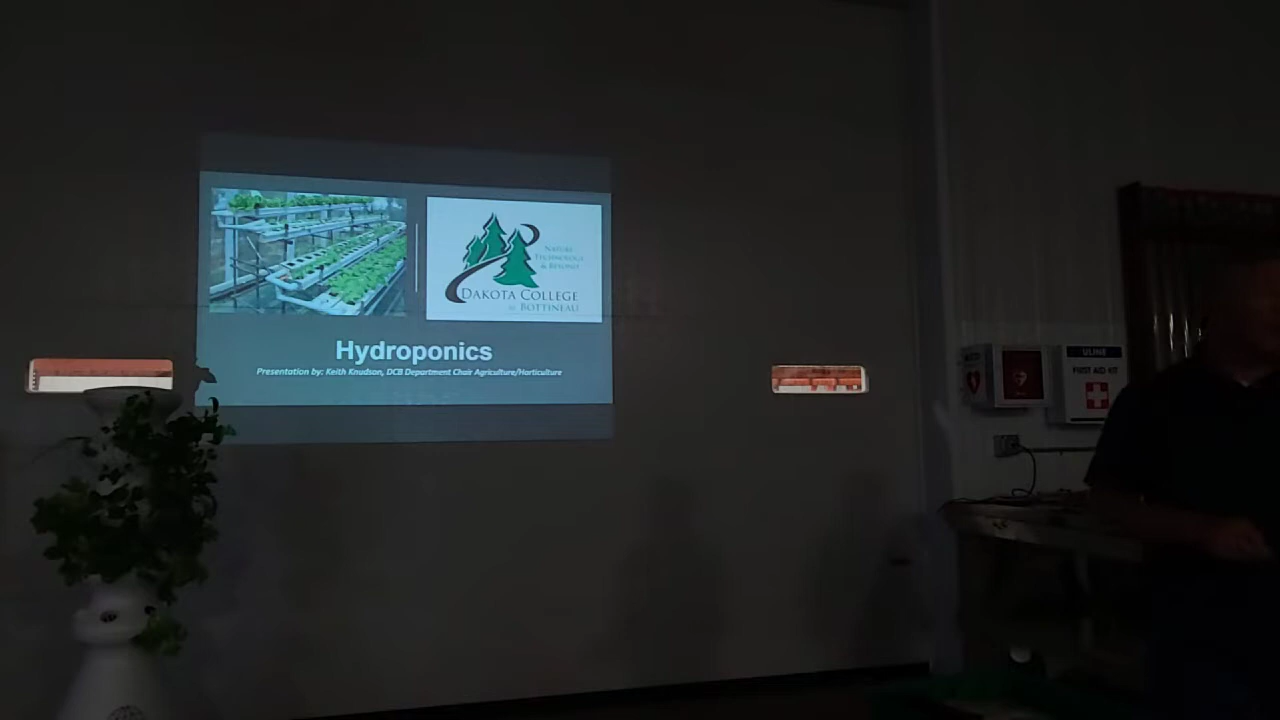 NATURE,
TECHNOLOGY
& BEYOND
DAKOTA COLLEGE
AT BOTTINEAU
Hydroponics
Presentation by: Keith Knudson, DCB Department Chair Agriculture/Horticulture
AED
ULINE
FIRST AID KIT